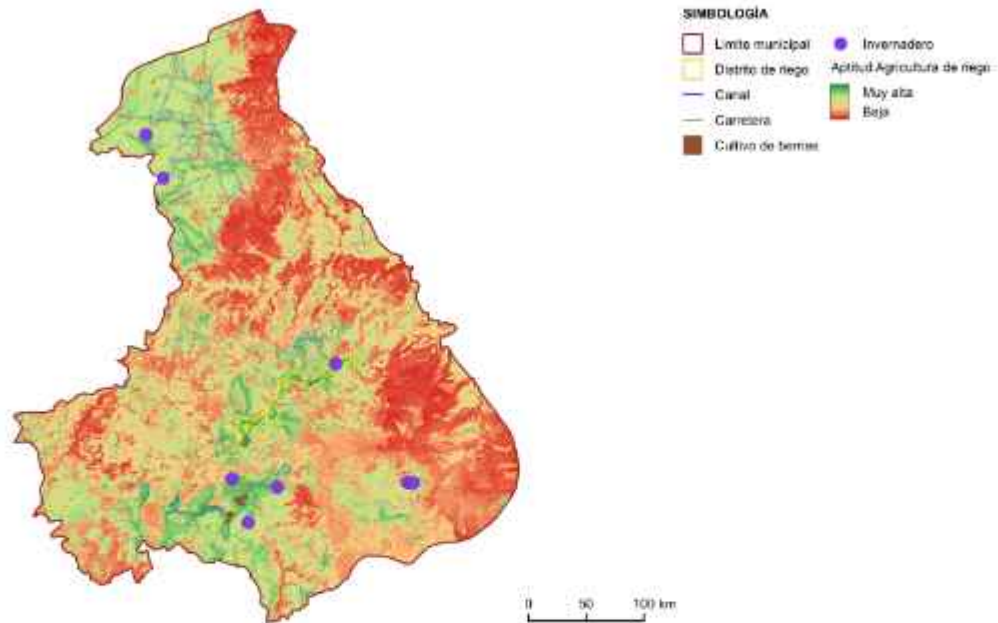 SIMBOLOGÍA
Límite municipal
Distrito de riego
Canal
Carretera
Cultivo de berries
Invernadero
Aptitud Agricultura de riego
Muy alta
Baja
0 50 100 km